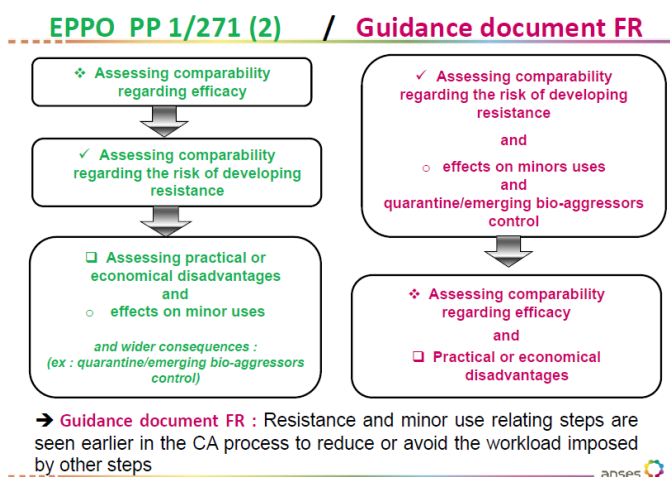 EPPO PP 1/271 (2) / Guidance document FR
❖ Assessing comparability
regarding efficacy
✓ Assessing comparability
regarding the risk of developing
resistance
❑ Assessing practical or
economical disadvantages
and
o effects on minor uses
and wider consequences :
(ex : quarantine/emerging bio-aggressors
control)
✓ Assessing comparability
regarding the risk of developing
resistance
and
o effects on minors uses
and
quarantine/emerging bio-aggressors
control
❖ Assessing comparability
regarding efficacy
and
❑ Practical or economical
disadvantages
➔ Guidance document FR : Resistance and minor use relating steps are
seen earlier in the CA process to reduce or avoid the workload imposed
by other steps
anses